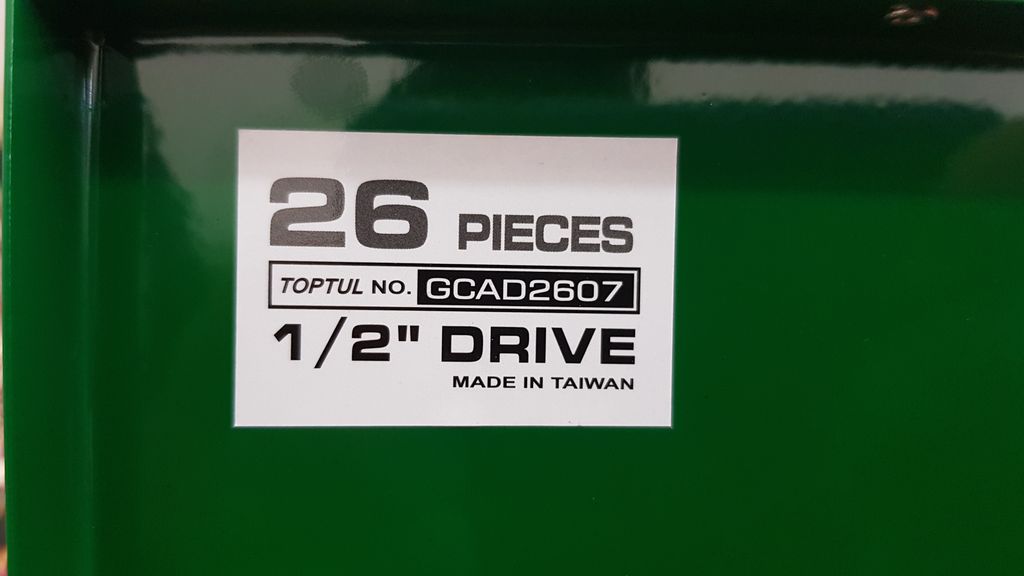 26 PIECES
TOPTUL NO. GCAD2607
1/2" DRIVE
MADE IN TAIWAN